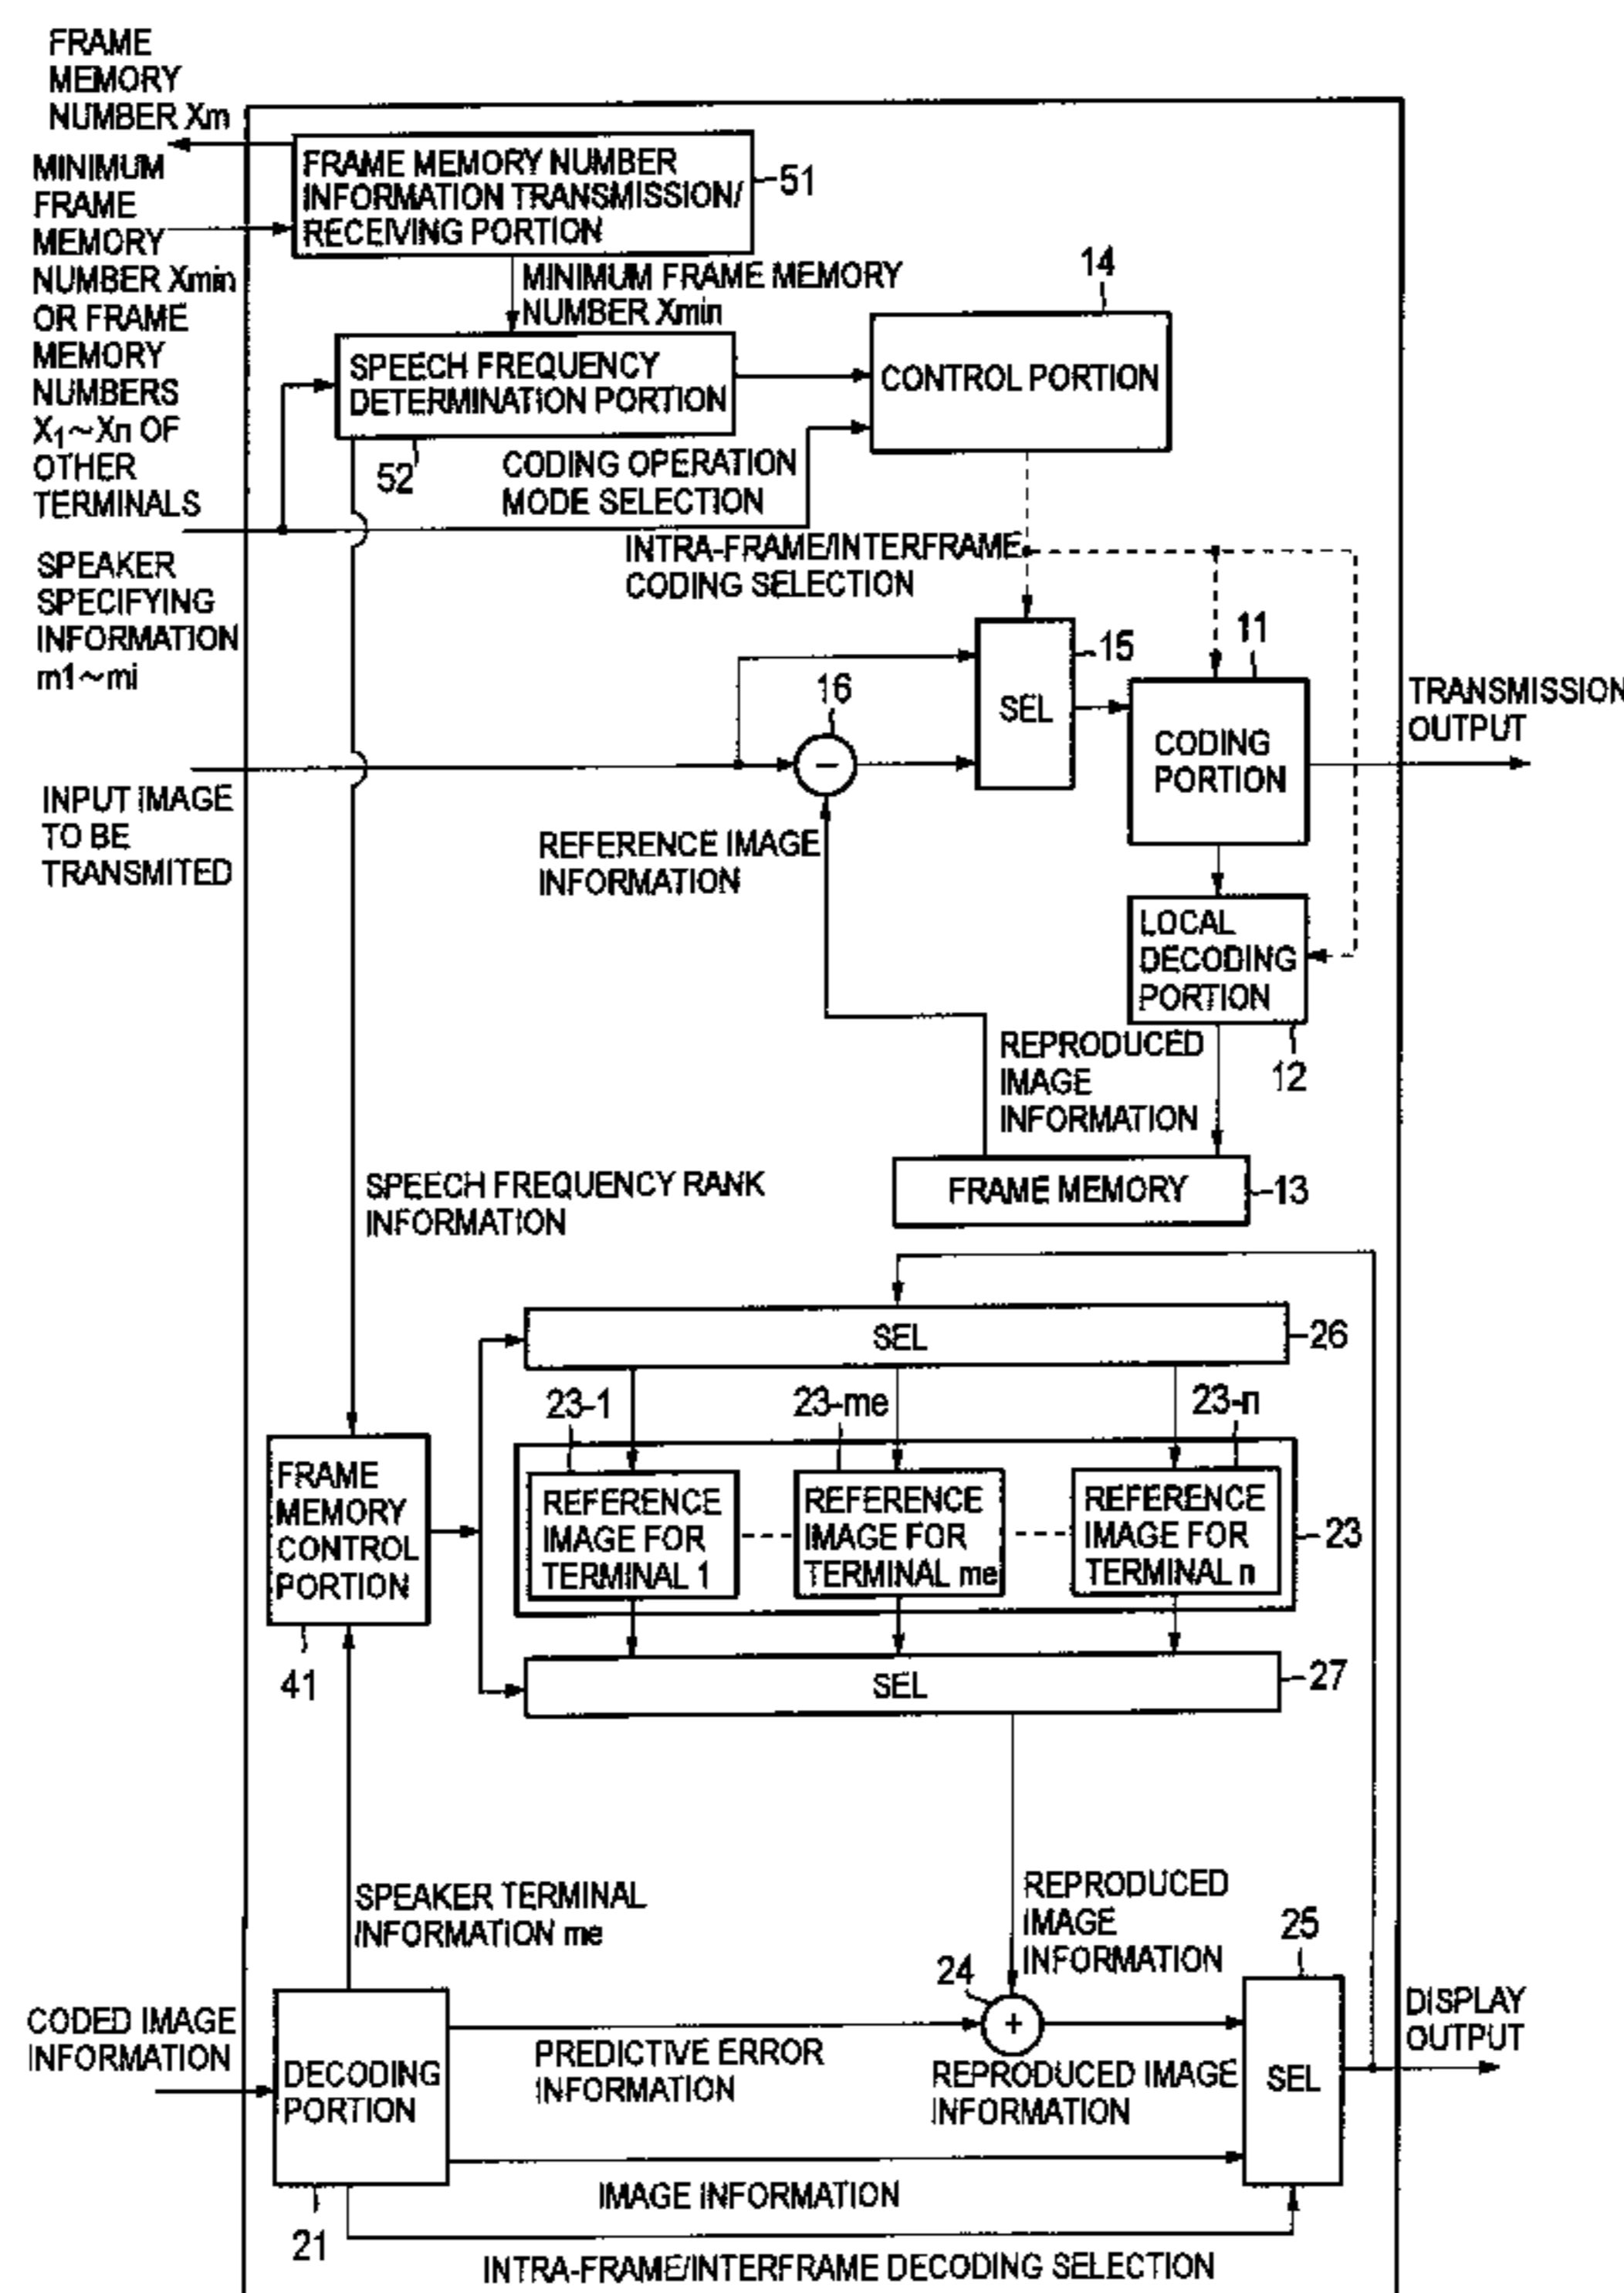 FRAME
MEMORY
NUMBER Xm
MINIMUM
FRAME
MEMORY
NUMBER Xmin
OR FRAME
MEMORY
NUMBERS
X1~Xn OF
OTHER
TERMINALS
FRAME MEMORY NUMBER
INFORMATION TRANSMISSION/
RECEIVING PORTION
51
MINIMUM FRAME MEMORY
NUMBER Xmin
14
SPEECH FREQUENCY
DETERMINATION PORTION
52
CONTROL PORTION
CODING OPERATION
MODE SELECTION
SPEAKER
SPECIFYING
INFORMATION
m1~mi
INTRA-FRAME/INTERFRAME
CODING SELECTION
15
SEL
11
16
-
CODING
PORTION
TRANSMISSION
OUTPUT
INPUT IMAGE
TO BE
TRANSMITED
REFERENCE IMAGE
INFORMATION
LOCAL
DECODING
PORTION
12
REPRODUCED
IMAGE
INFORMATION
FRAME MEMORY
13
SPEECH FREQUENCY RANK
INFORMATION
SEL
26
23-1
23-me
23-n
FRAME
MEMORY
CONTROL
PORTION
41
REFERENCE
IMAGE FOR
TERMINAL 1
REFERENCE
IMAGE FOR
TERMINAL me
REFERENCE
IMAGE FOR
TERMINAL n
23
SEL
27
SPEAKER TERMINAL
INFORMATION me
REPRODUCED
IMAGE
INFORMATION
24
+
25
SEL
DISPLAY
OUTPUT
CODED IMAGE
INFORMATION
DECODING
PORTION
21
PREDICTIVE ERROR
INFORMATION
REPRODUCED IMAGE
INFORMATION
IMAGE INFORMATION
INTRA-FRAME/INTERFRAME DECODING SELECTION